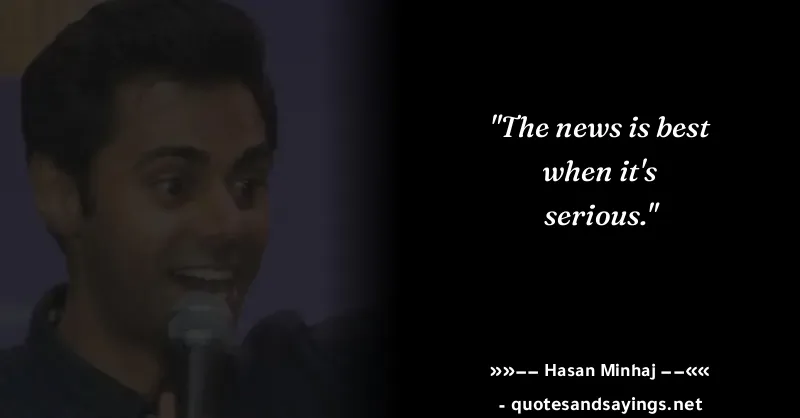 "The news is best
when it's
serious."
»»–– Hasan Minhaj ––««
- quotesandsayings.net